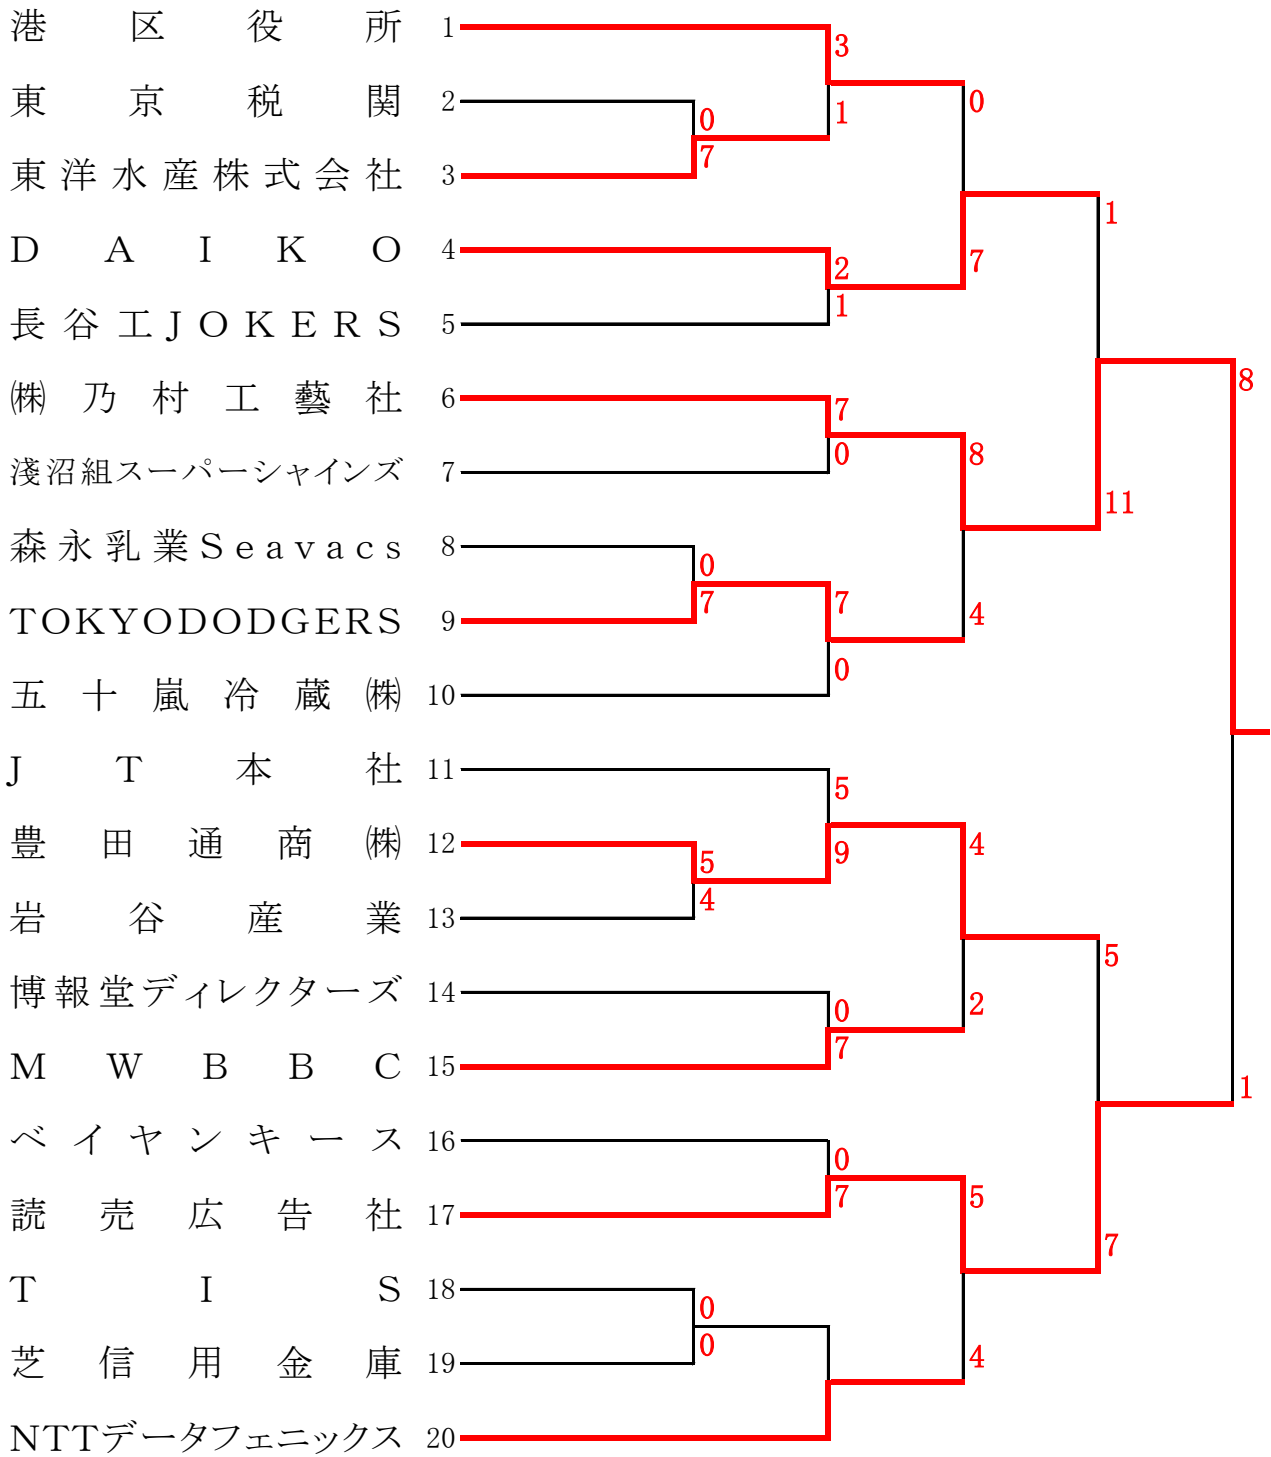 港区役所 1
3
東京税関 2
0
0
1
7
東洋水産株式会社 3
1
DAIKO 4
2
7
1
長谷工JOKERS 5
8
㈱乃村工藝社 6
7
0
8
淺沼組スーパーシャインズ 7
11
森永乳業Seavacs 8
0
7
7
4
TOKYODODGERS 9
0
五十嵐冷蔵㈱ 10
JT本社 11
5
豊田通商㈱ 12
5
9
4
4
岩谷産業 13
5
博報堂ディレクターズ 14
0
2
7
MWBBC 15
1
ベイヤンキース 16
0
7
5
読売広告社 17
7
TIS 18
0
0
4
芝信用金庫 19
NTTデータフェニックス 20